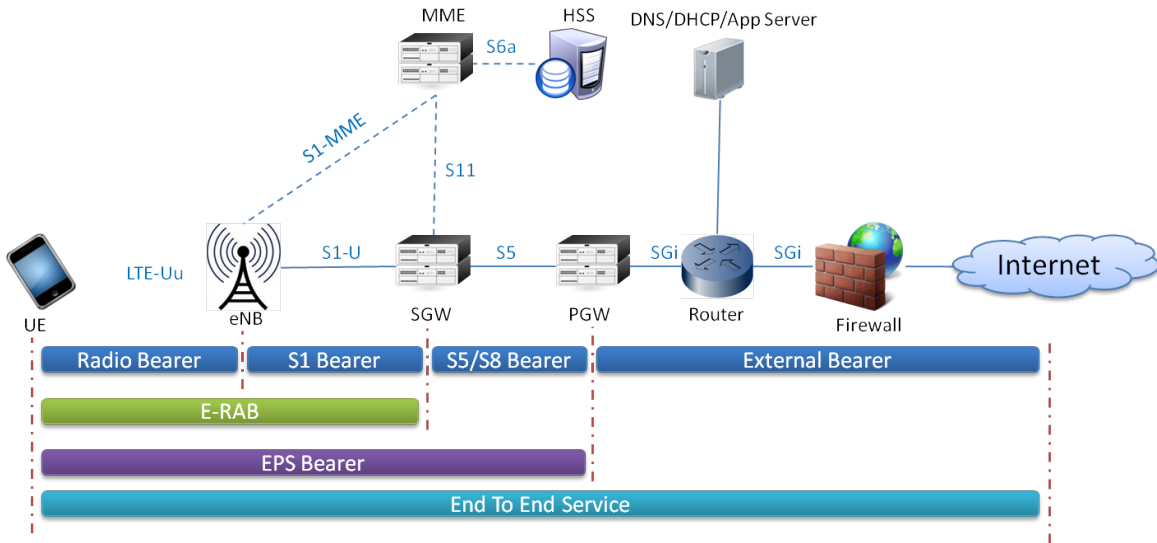 MME
HSS
DNS/DHCP/App Server
S6a
S1-MME
S11
LTE-Uu
S1-U
S5
SGi
SGi
Internet
UE
eNB
SGW
PGW
Router
Firewall
Radio Bearer
S1 Bearer
S5/S8 Bearer
External Bearer
E-RAB
EPS Bearer
End To End Service